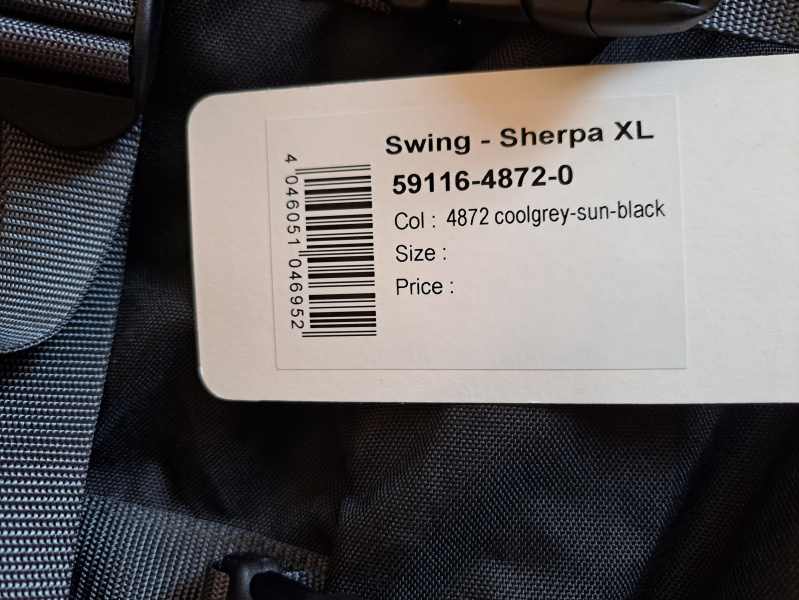 Swing - Sherpa XL
59116-4872-0
Col : 4872 coolgrey-sun-black
Size :
Price :
4 046051 046952